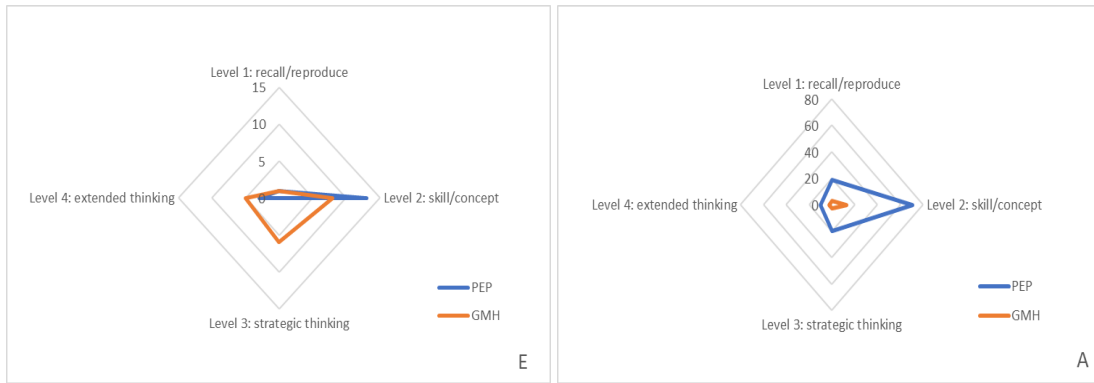 Level 1: recall/reproduce
15
10
5
0
Level 4: extended thinking
Level 2: skill/concept
Level 3: strategic thinking
PEP
GMH
E
Level 1: recall/reproduce
80
60
40
20
0
Level 4: extended thinking
Level 2: skill/concept
Level 3: strategic thinking
PEP
GMH
A